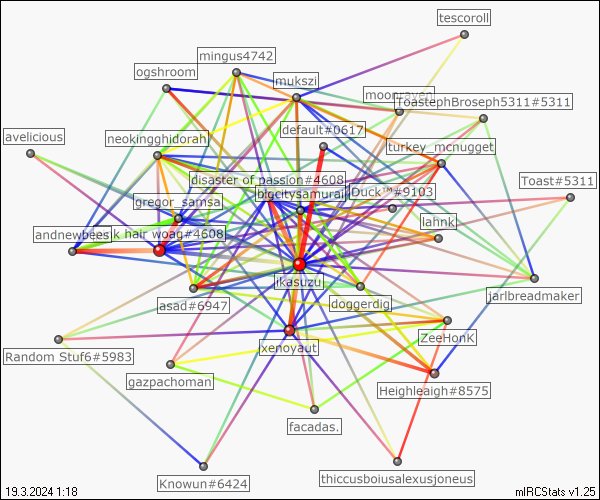 tescoroll
mingus4742
ogshroom
mukszi
moonraven
ToastephBroseph5311#5311
avelicious
default#0617
neokingghidorah
turkey_mcnugget
disaster of passion#4608
Toast#5311
bigcitysamurai
Duck™#9103
gregor_samsa
lahnk
andnewbees
k hair woag#4608
jkasuzu
jarlbreadmaker
asad#6947
doggerdig
ZeeHonK
xenoyaut
Random Stuf6#5983
gazpachoman
Heighleaigh#8575
facadas.
Knowun#6424
thiccusboiusalexusjoneus
19.3.2024 1:18
mIRCStats v1.25